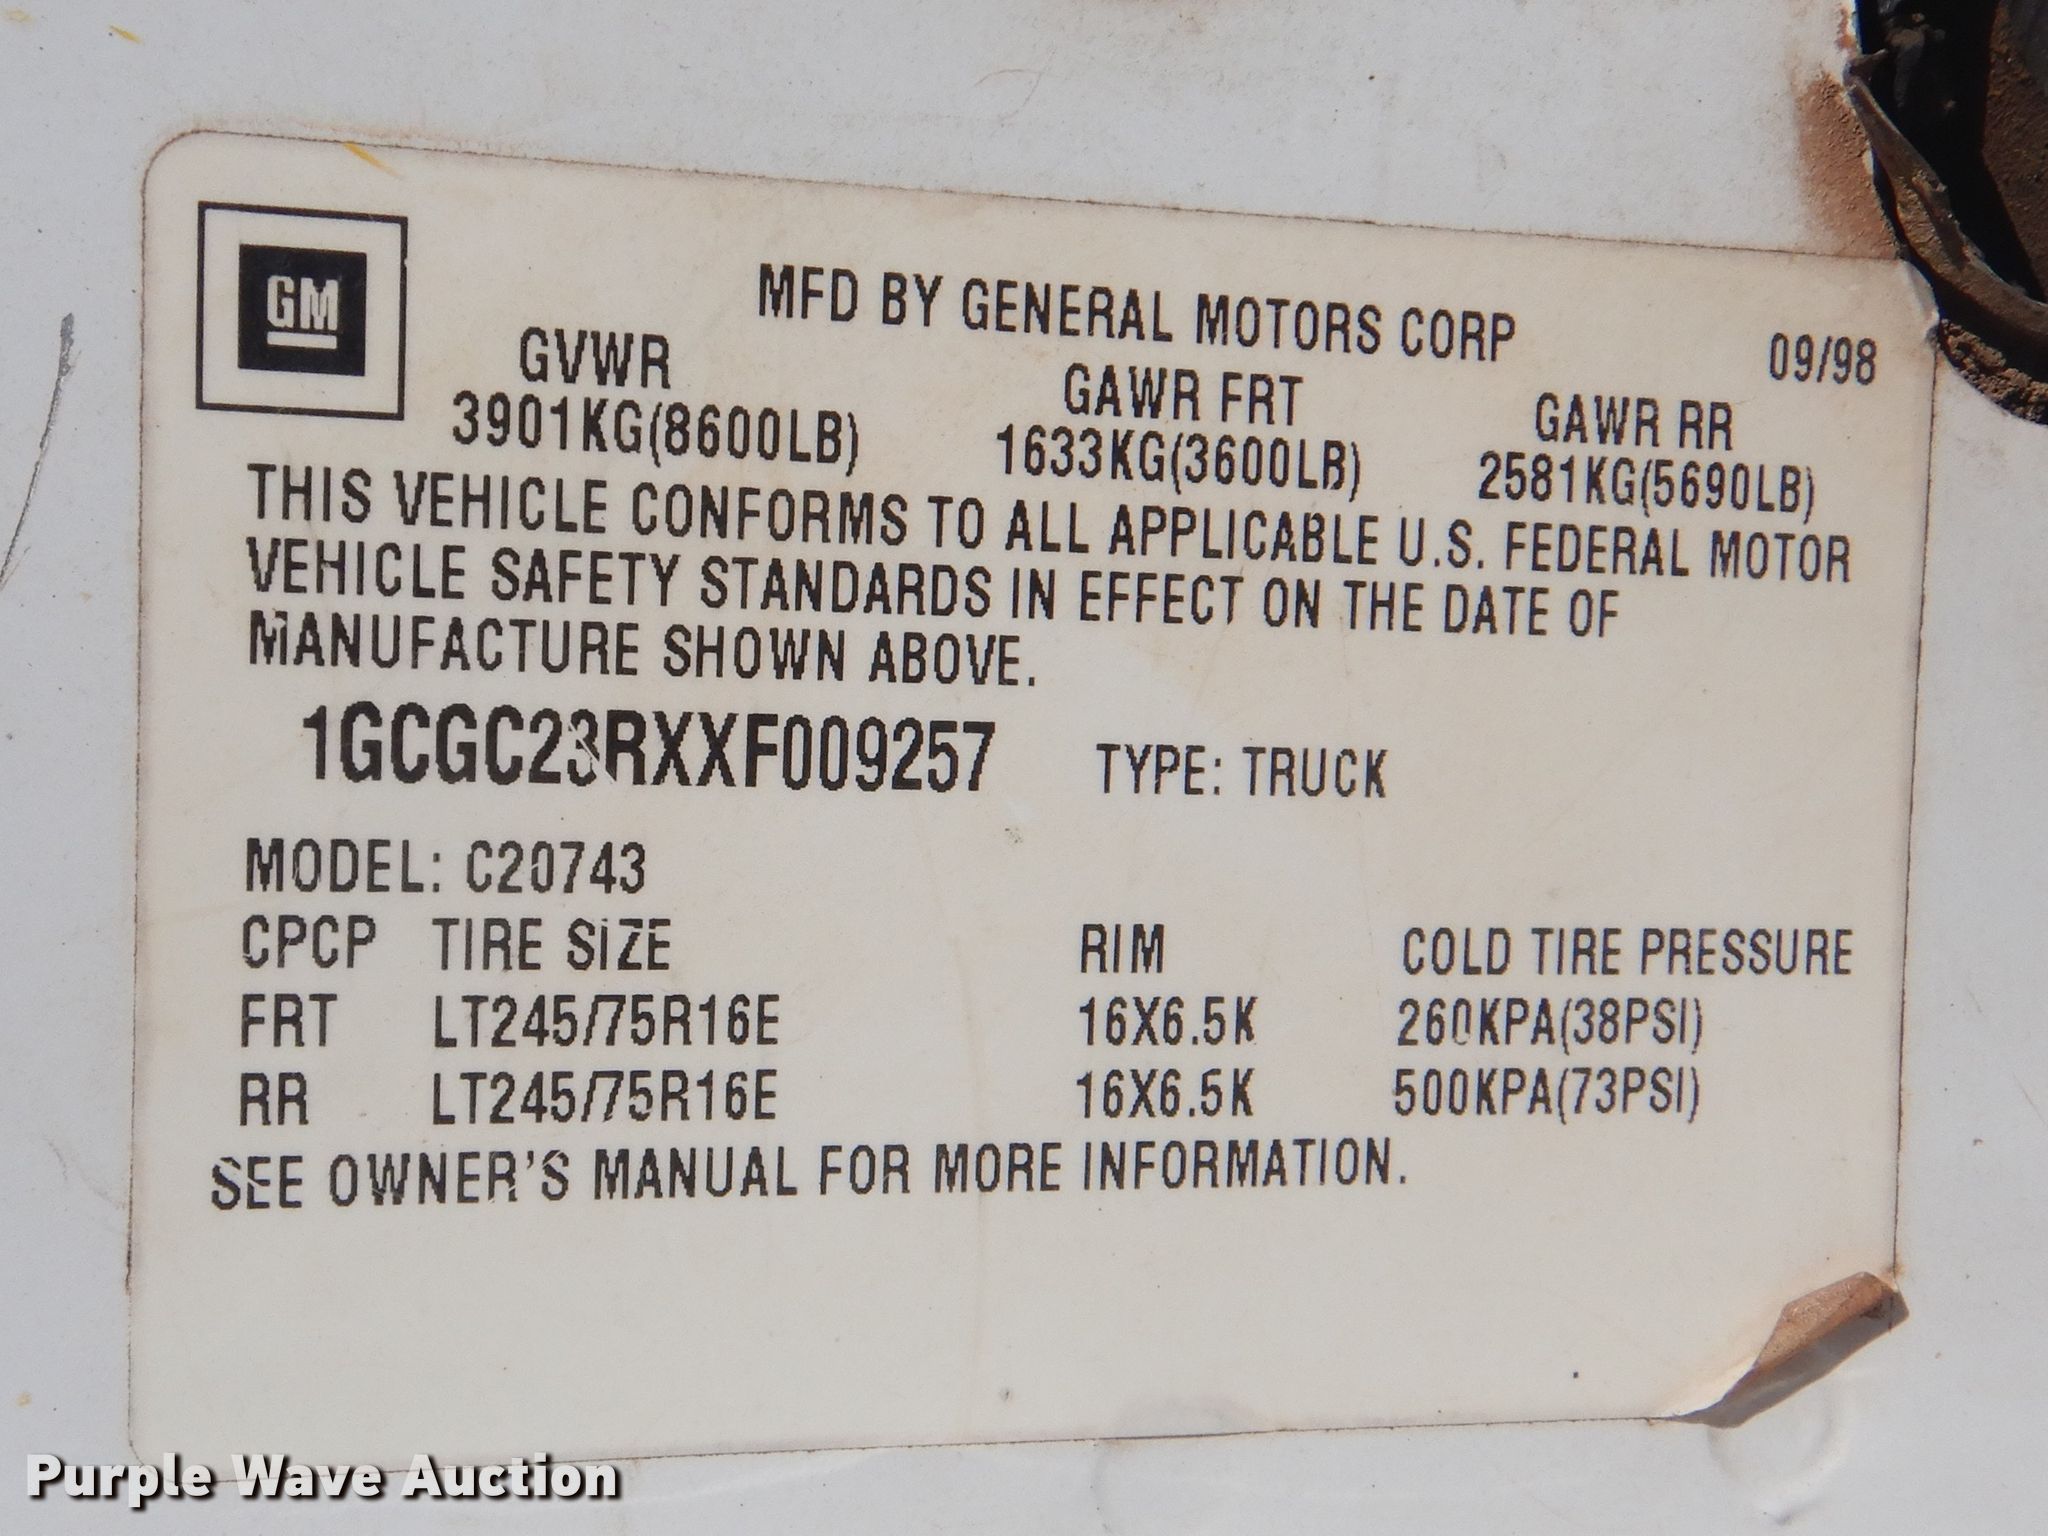 GM
MFD BY GENERAL MOTORS CORP 09/98
GVWR GAWR FRT GAWR RR
3901KG(8600LB) 1633KG(3600LB) 2581KG(5690LB)
THIS VEHICLE CONFORMS TO ALL APPLICABLE U.S. FEDERAL MOTOR
VEHICLE SAFETY STANDARDS IN EFFECT ON THE DATE OF
MANUFACTURE SHOWN ABOVE.
1GCGC23RXXF009257 TYPE: TRUCK
MODEL: C20743
CPCP TIRE SIZE RIM COLD TIRE PRESSURE
FRT LT245/75R16E 16X6.5K 260KPA(38PSI)
RR LT245/75R16E 16X6.5K 500KPA(73PSI)
SEE OWNER'S MANUAL FOR MORE INFORMATION.
Purple Wave Auction